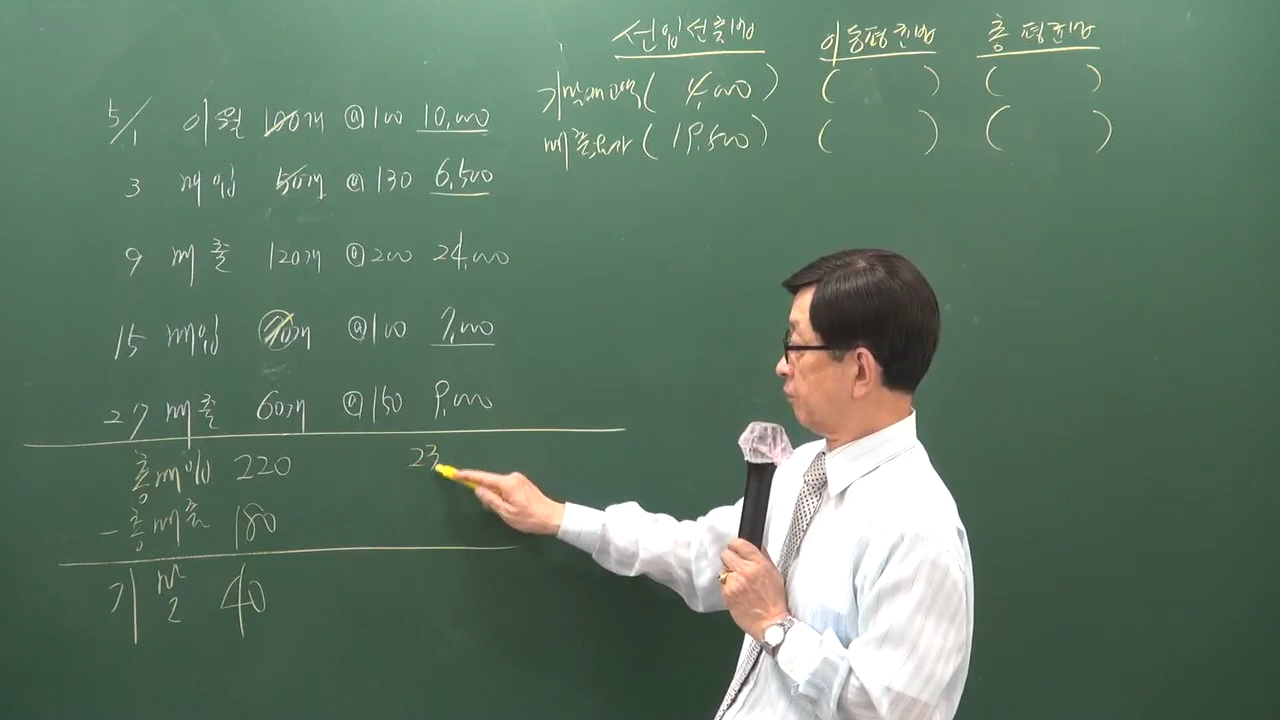 선입선출법 이동평균법 총평균법
기말재고액 ( 4,000 ) ( ) ( )
매출원가 ( 19,500 ) ( ) ( )
5/1 이월 100개 @100 10,000
3 매입 50개 @130 6,500
9 매출 120개 @200 24,000
15 매입 70개 @100 7,000
27 매출 60개 @150 9,000
총매입 220 23
- 총매출 180
기말 40